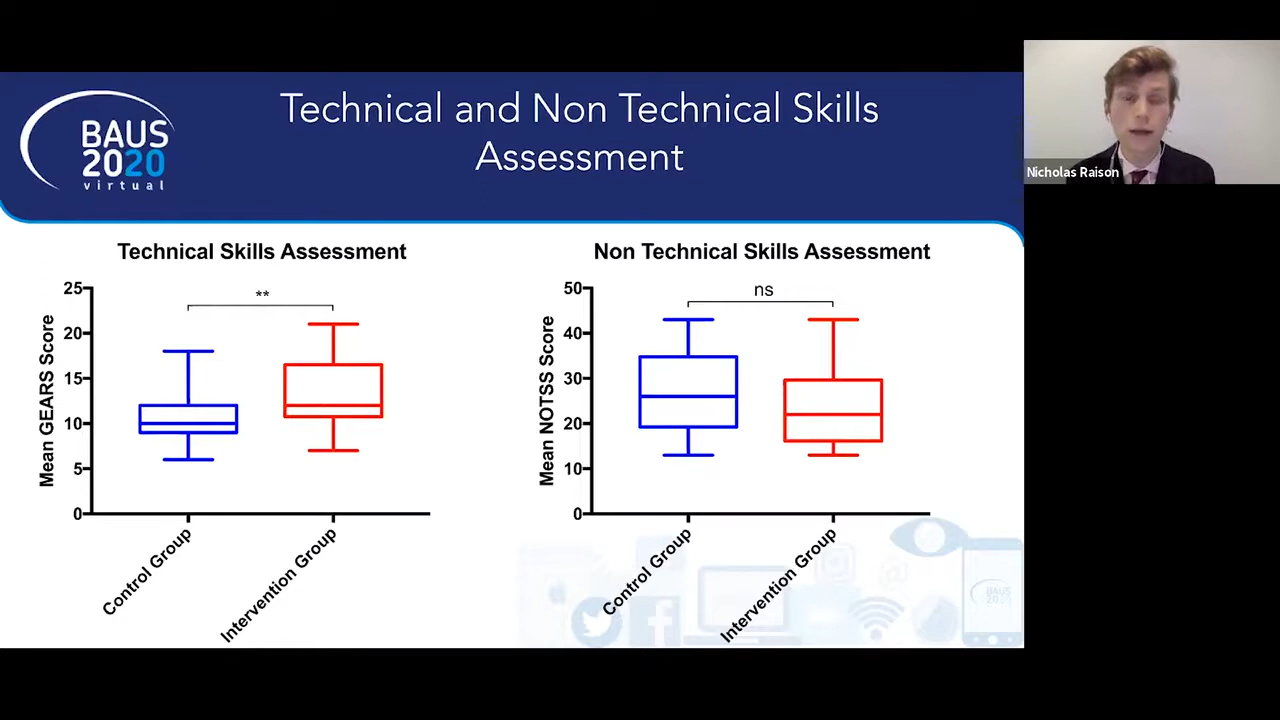 BAUS
2020
virtual
Technical and Non Technical Skills
Assessment
Nicholas Raison
Technical Skills Assessment
Mean GEARS Score
25
20
15
10
5
0
**
Control Group
Intervention Group
Non Technical Skills Assessment
Mean NOTSS Score
50
40
30
20
10
0
ns
Control Group
Intervention Group
BAUS
2020